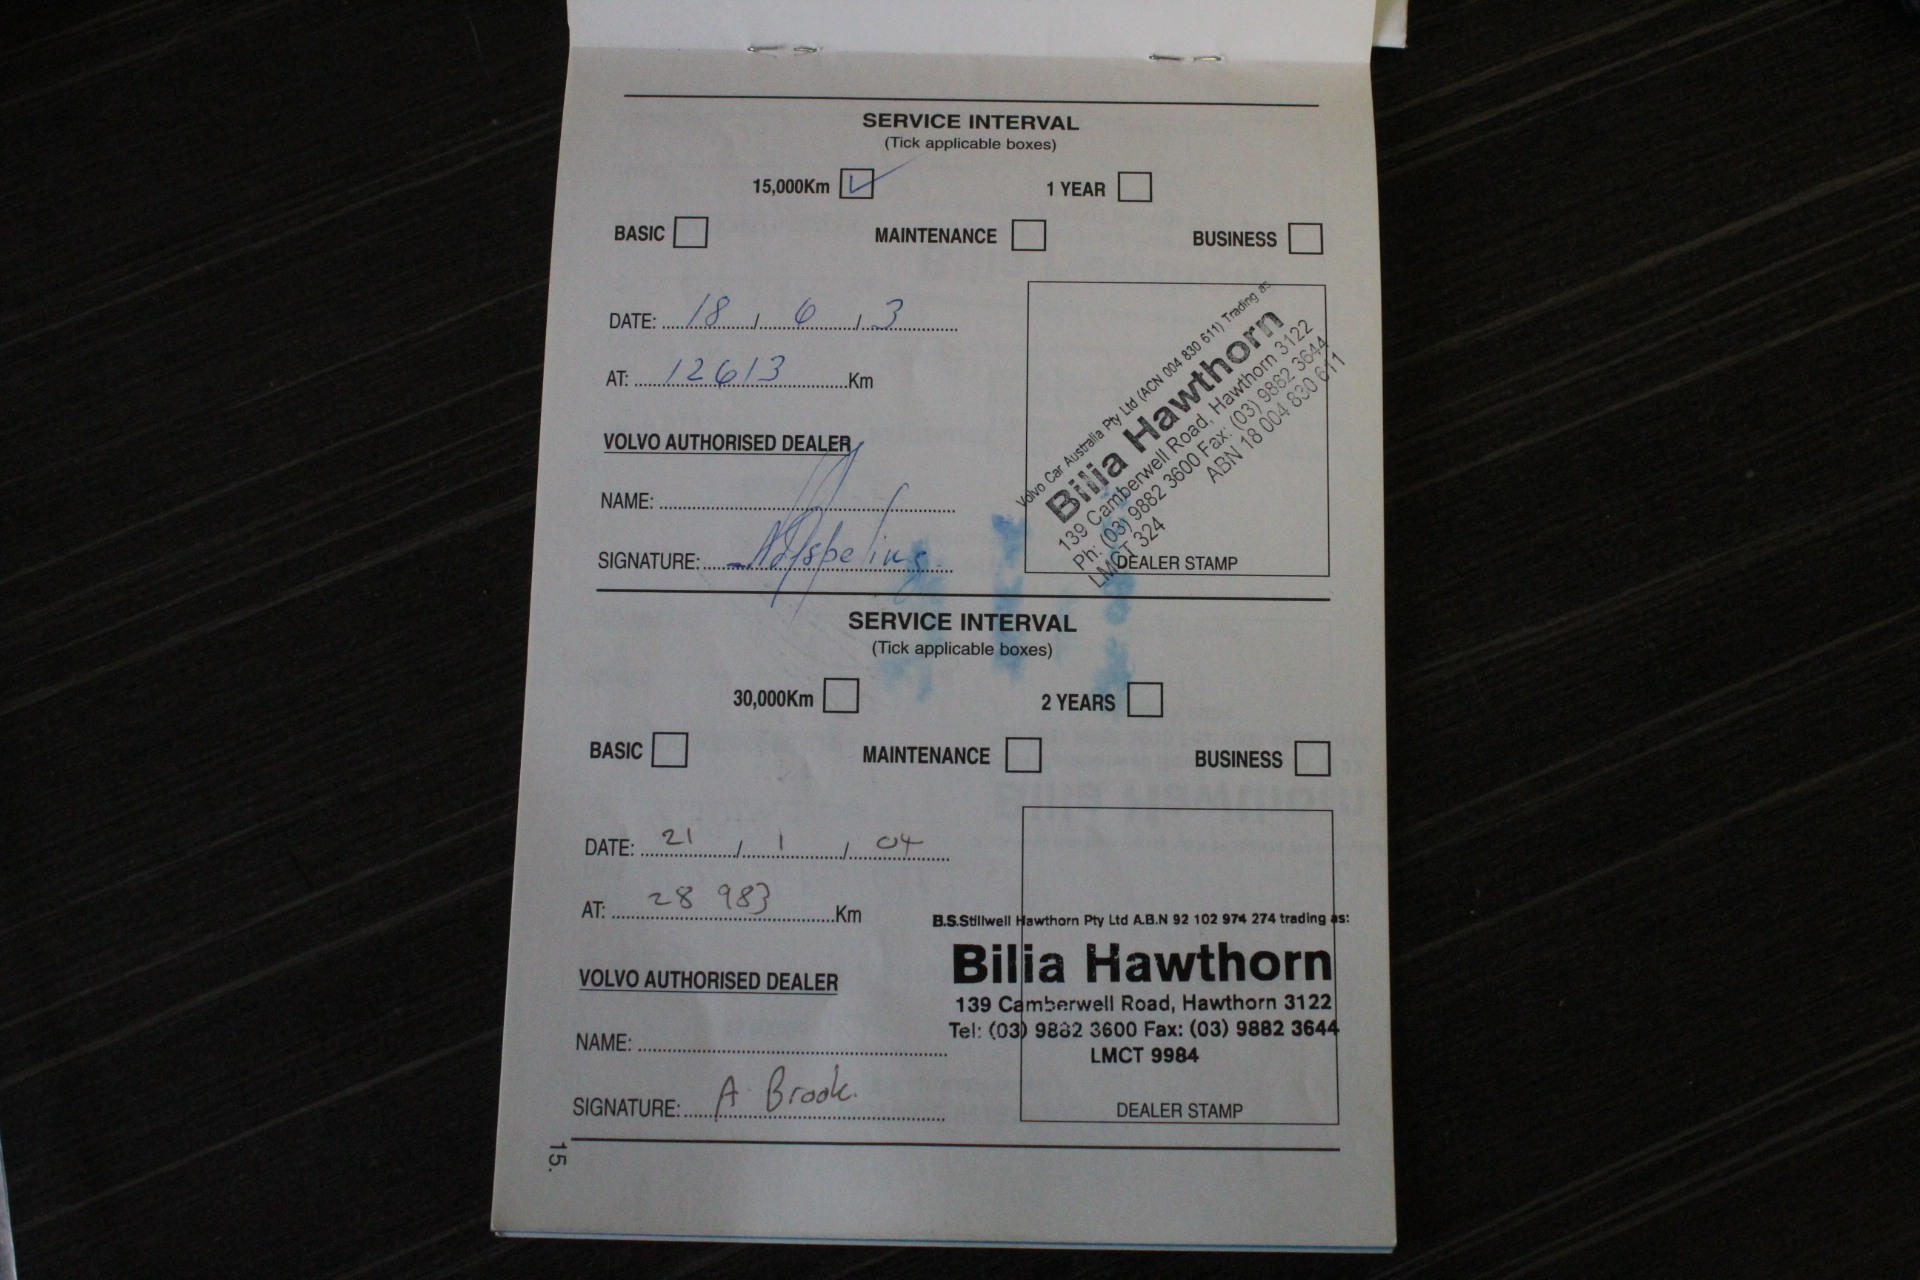 SERVICE INTERVAL
(Tick applicable boxes)
15,000Km 1 YEAR
BASIC MAINTENANCE BUSINESS
DATE: 18 / 6 / 3
AT: 12613 Km
VOLVO AUTHORISED DEALER
NAME:
SIGNATURE:
Volvo Car Australia Pty Ltd (ACN 004 830 611) Trading as
Bilia Hawthorn
139 Camberwell Road, Hawthorn 3122
Ph: (03) 9882 3600 Fax: (03) 9882 3644
LMCT 324 ABN 18 004 830 611
DEALER STAMP
SERVICE INTERVAL
(Tick applicable boxes)
30,000Km 2 YEARS
BASIC MAINTENANCE BUSINESS
DATE: 21 / 1 / 04
AT: 28 983 Km
VOLVO AUTHORISED DEALER
NAME:
SIGNATURE: A Brook.
B.S.Stillwell Hawthorn Pty Ltd A.B.N 92 102 974 274 trading as:
Bilia Hawthorn
139 Camberwell Road, Hawthorn 3122
Tel: (03) 9882 3600 Fax: (03) 9882 3644
LMCT 9984
DEALER STAMP
15.